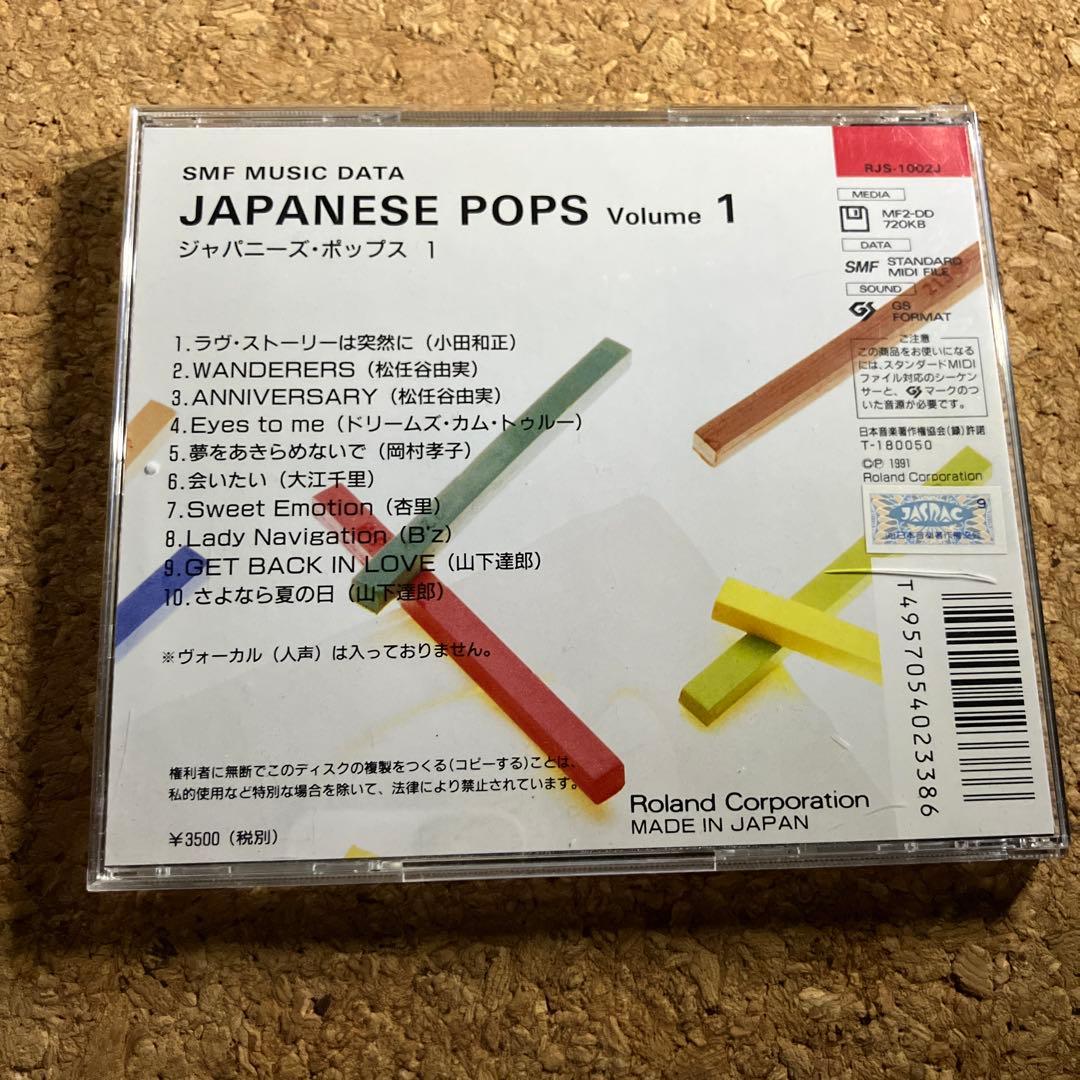 SMF MUSIC DATA
JAPANESE POPS Volume 1
ジャパニーズ・ポップス 1
1.ラヴ・ストーリーは突然に(小田和正)
2.WANDERERS(松任谷由実)
3.ANNIVERSARY(松任谷由実)
4.Eyes to me(ドリームズ・カム・トゥルー)
5.夢をあきらめないで(岡村孝子)
6.会いたい(大江千里)
7.Sweet Emotion(杏里)
8.Lady Navigation(B'z)
9.GET BACK IN LOVE(山下達郎)
10.さよなら夏の日(山下達郎)
※ヴォーカル(人声)は入っておりません。
権利者に無断でこのディスクの複製をつくる(コピーする)ことは、
私的使用など特別な場合を除いて、法律により禁止されています。
¥3500(税別)
Roland Corporation
MADE IN JAPAN
RJS-1002J
MEDIA
MF2-DD
720KB
DATA
SMF STANDARD
MIDI FILE
SOUND
GS
FORMAT
ご注意
この商品をお使いになる
には、スタンダードMIDI
ファイル対応のシーケン
サーと、GSマークのつ
いた音源が必要です。
日本音楽著作権協会(録)許諾
T-180050
©℗ 1991
Roland Corporation
9
JASRAC
T4957054023386